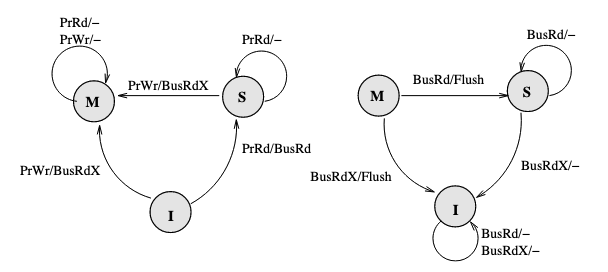 PrRd/–
PrWr/–
PrRd/–
M
PrWr/BusRdX
S
PrWr/BusRdX
PrRd/BusRd
I
BusRd/–
M
BusRd/Flush
S
BusRdX/Flush
BusRdX/–
I
BusRd/–
BusRdX/–